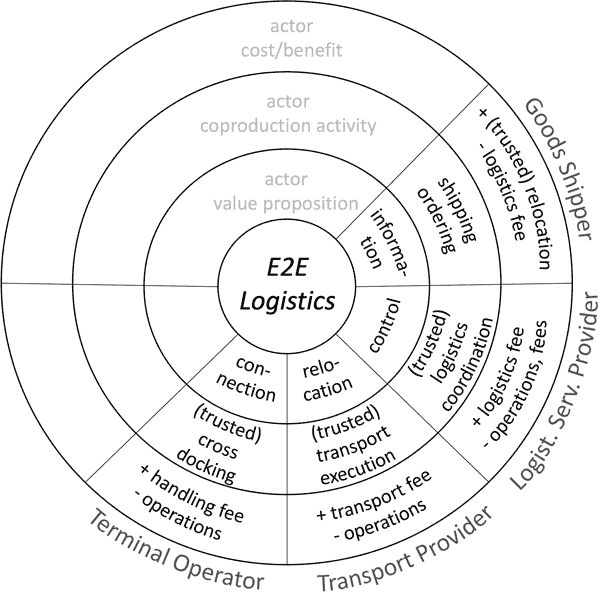 actor
cost/benefit
actor
coproduction activity
actor
value proposition
E2E
Logistics
informa-
tion
shipping
ordering
+ (trusted) relocation
- logistics fee
Goods Shipper
control
(trusted)
logistics
coordination
+ logistics fee
- operations, fees
Logist. Serv. Provider
relo-
cation
(trusted)
transport
execution
+ transport fee
- operations
Transport Provider
con-
nection
(trusted)
cross
docking
+ handling fee
- operations
Terminal Operator